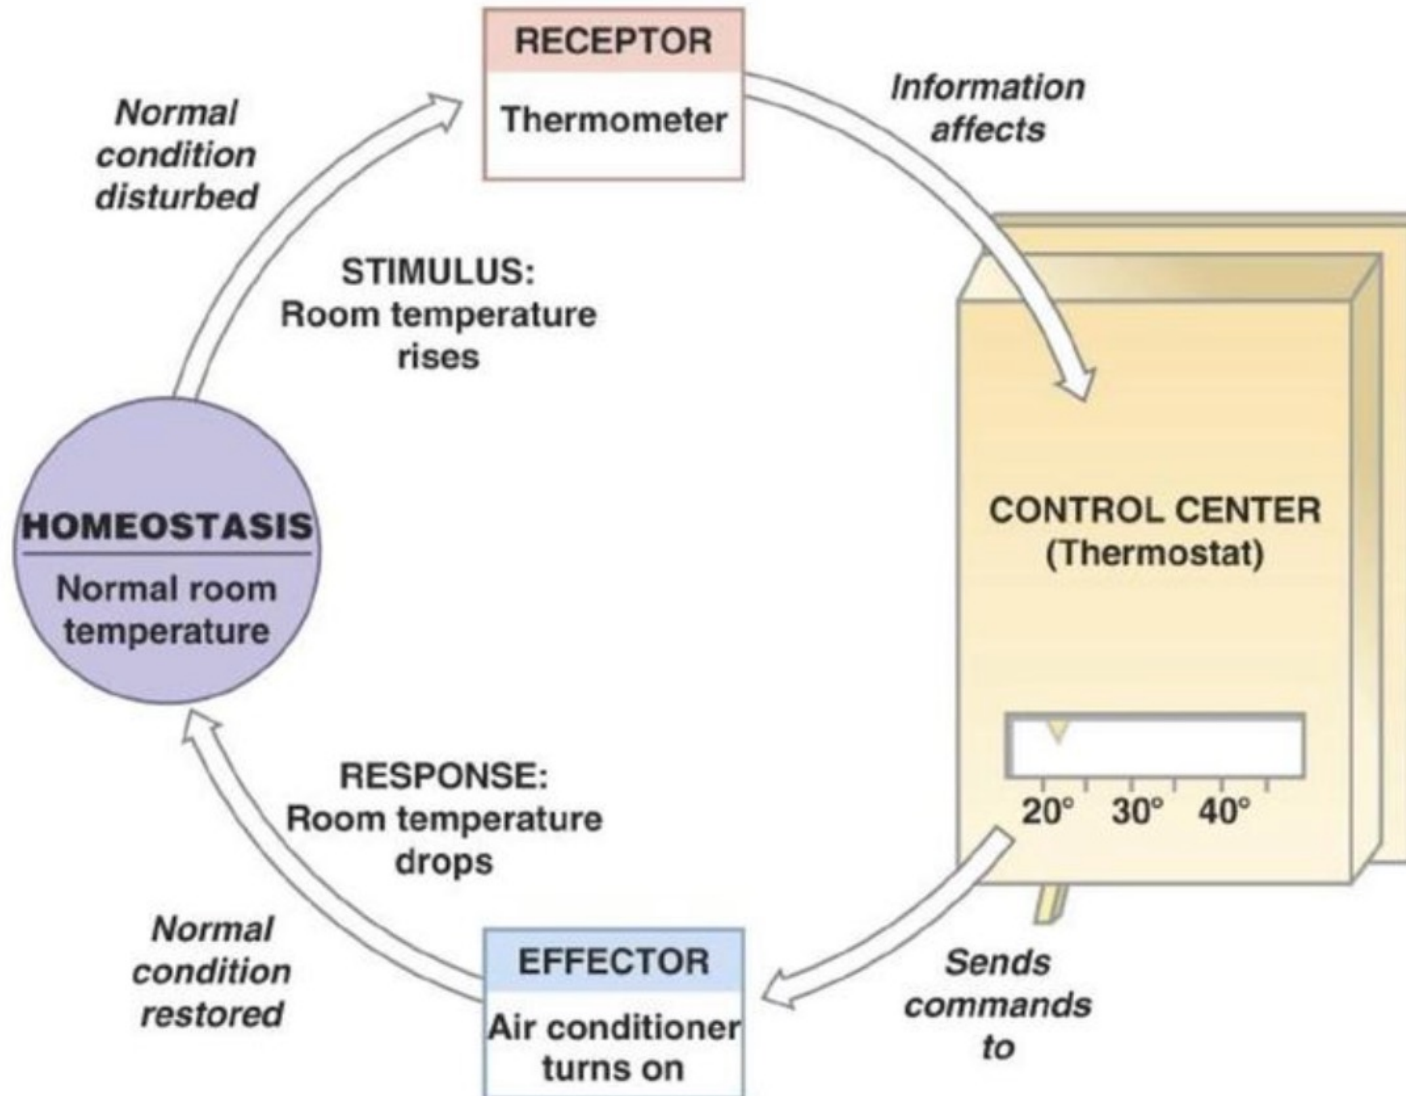 RECEPTOR
Thermometer
Information
affects
Normal
condition
disturbed
STIMULUS:
Room temperature
rises
HOMEOSTASIS
Normal room
temperature
CONTROL CENTER
(Thermostat)
20° 30° 40°
RESPONSE:
Room temperature
drops
Normal
condition
restored
EFFECTOR
Air conditioner
turns on
Sends
commands
to